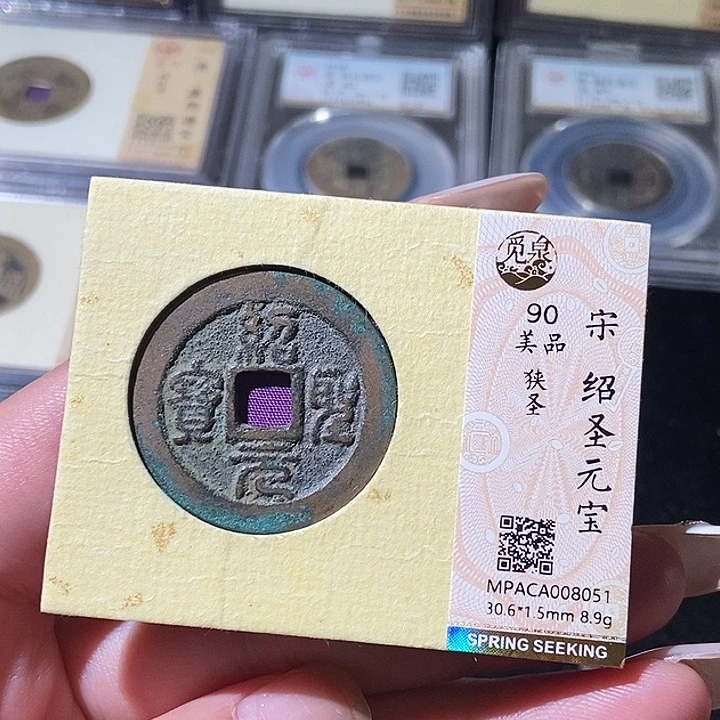 紹聖元寶
觅泉
90
美品
狭圣
宋 绍圣元宝
MPACA008051
30.6*1.5mm 8.9g
SPRING SEEKING